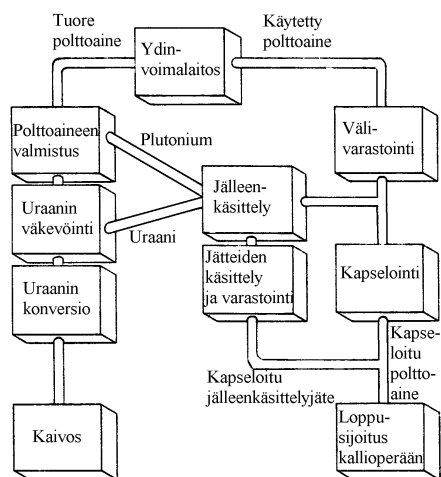 Tuore
polttoaine
Käytetty
polttoaine
Ydin-
voimalaitos
Polttoaineen
valmistus
Plutonium
Väli-
varastointi
Jälleen-
käsittely
Uraanin
väkevöinti
Uraani
Jätteiden
käsittely
ja varastointi
Kapselointi
Uraanin
konversio
Kapse-
loitu
poltto-
aine
Kapseloitu
jälleenkäsittelyjäte
Kaivos
Loppu-
sijoitus
kallioperään